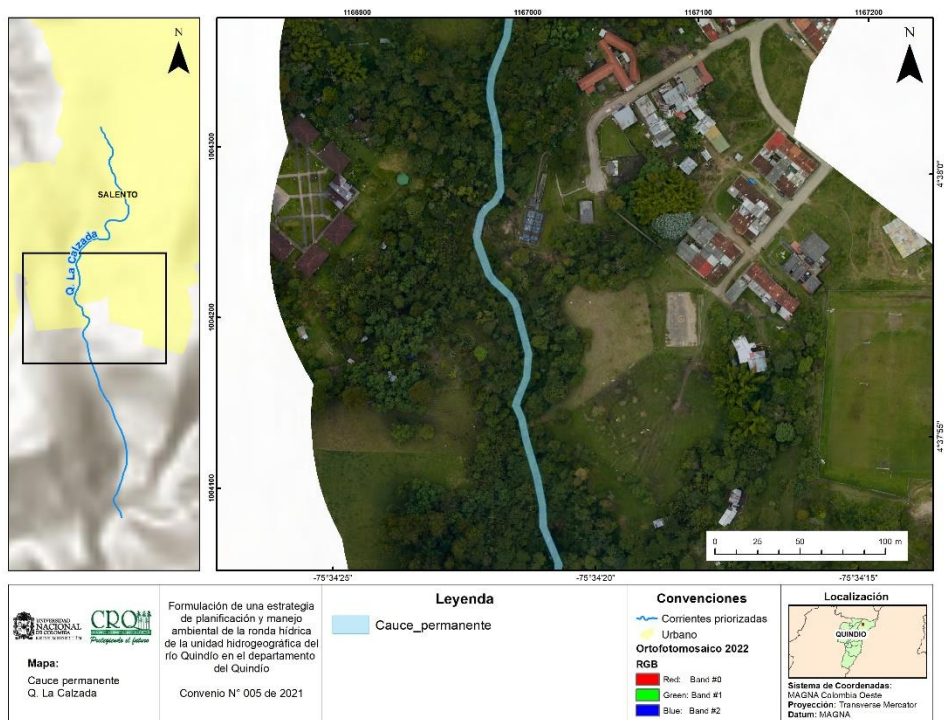 N
SALENTO
Q. La Calzada
1166900
1167000
1167100
1167200
N
1004300
1004200
1004100
4°38'0"
4°37'55"
0 25 50 100 m
-75°34'25"
-75°34'20"
-75°34'15"
UNIVERSIDAD
NACIONAL
DE COLOMBIA
CRQ
Protegiendo el futuro
Mapa:
Cauce permanente
Q. La Calzada
Formulación de una estrategia
de planificación y manejo
ambiental de la ronda hídrica
de la unidad hidrogeográfica del
río Quindío en el departamento
del Quindío
Convenio N° 005 de 2021
Leyenda
Cauce_permanente
Convenciones
Corrientes priorizadas
Urbano
Ortofotomosaico 2022
RGB
Red: Band #0
Green: Band #1
Blue: Band #2
Localización
QUINDIO
Sistema de Coordenadas:
MAGNA Colombia Oeste
Proyección: Transverse Mercator
Datum: MAGNA